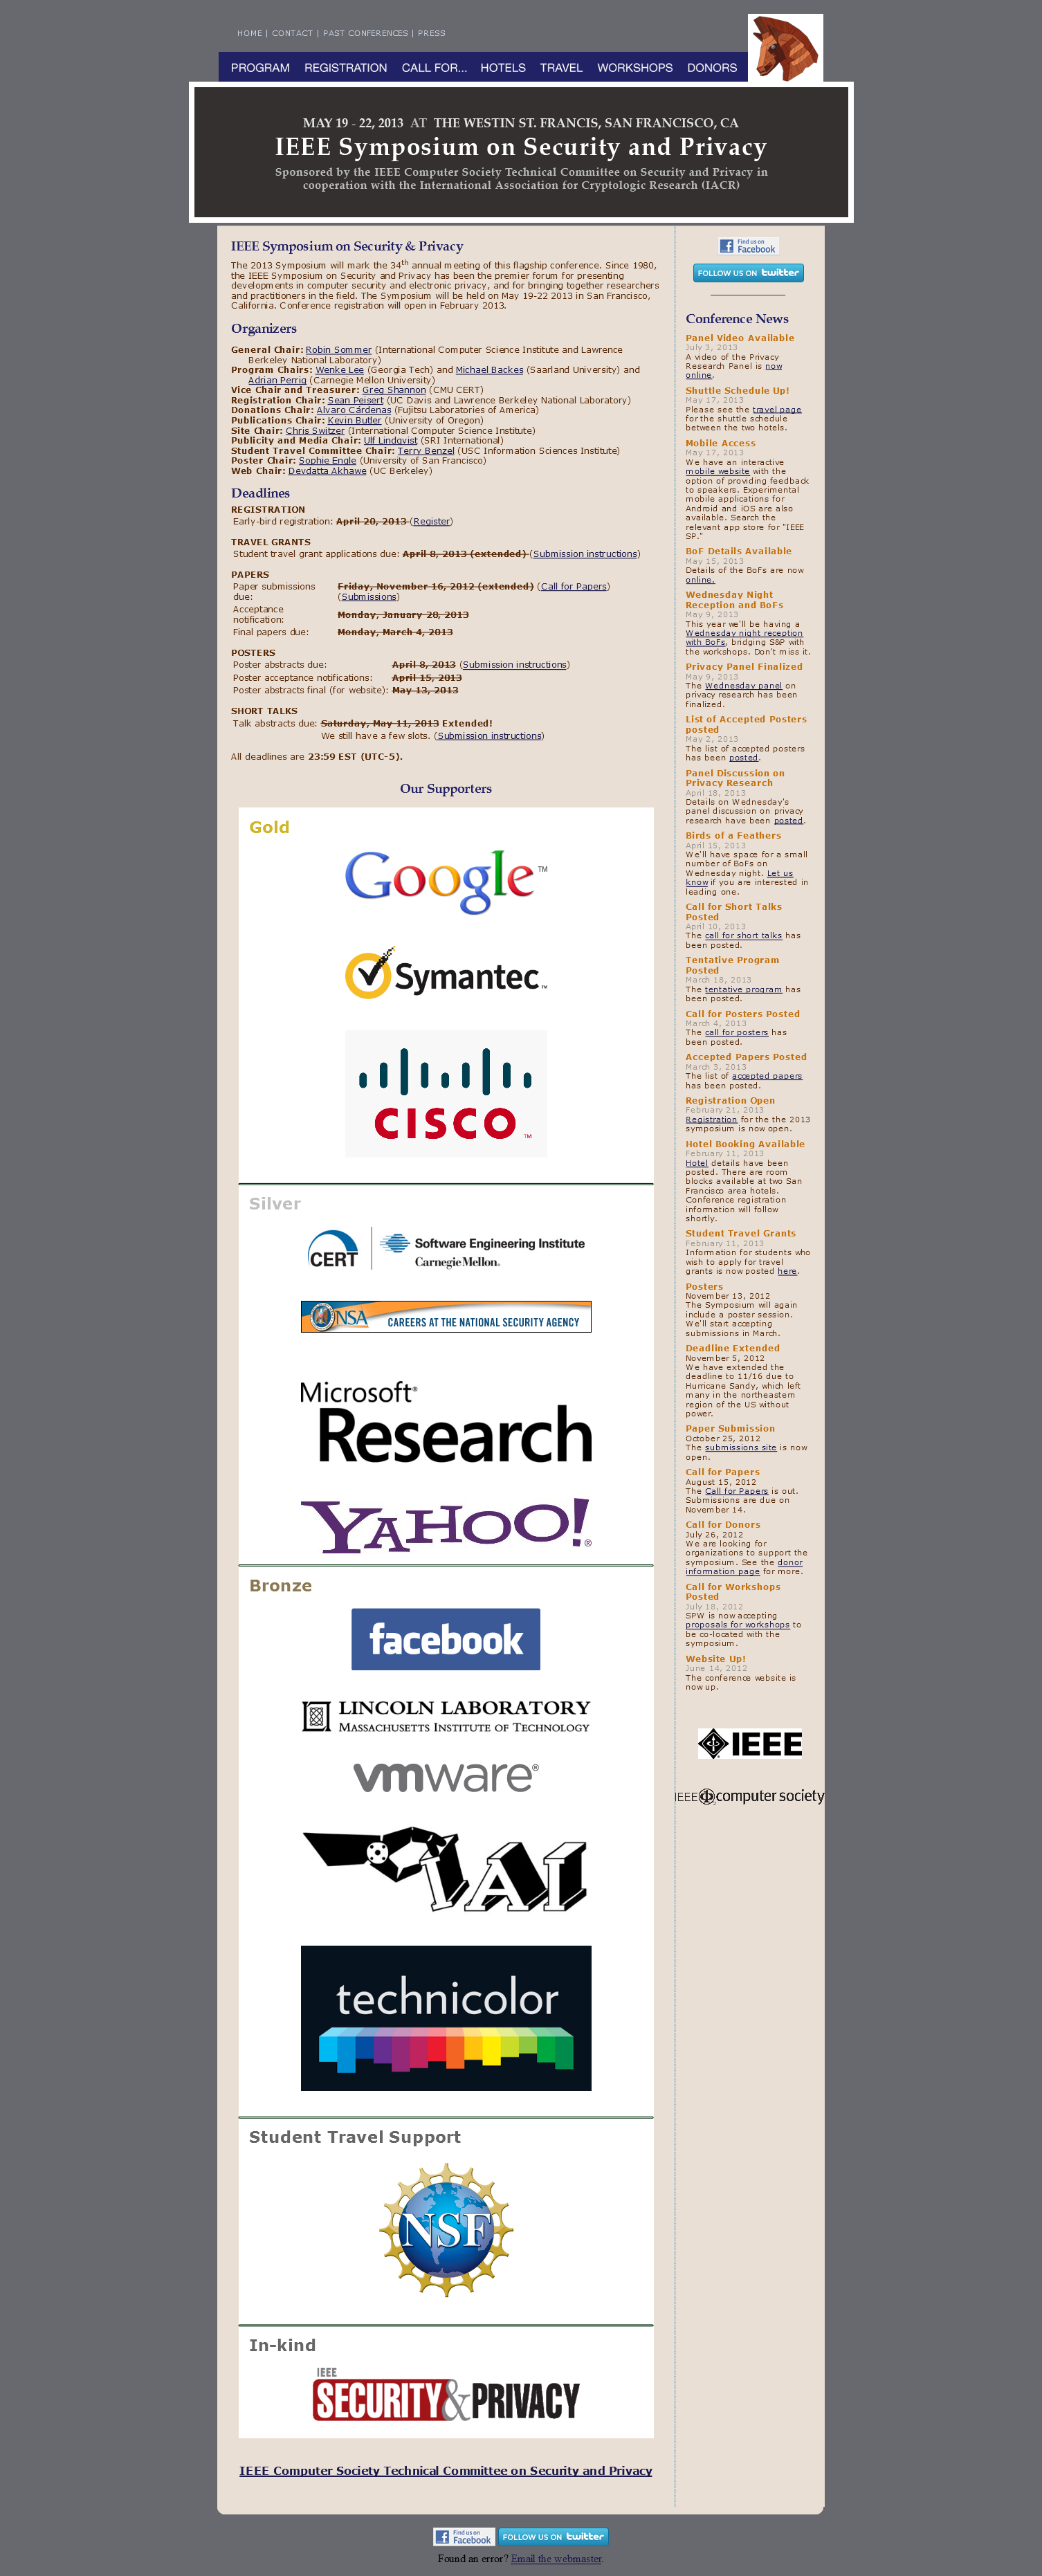 HOME | CONTACT | PAST CONFERENCES | PRESS
PROGRAM REGISTRATION CALL FOR... HOTELS TRAVEL WORKSHOPS DONORS
MAY 19 - 22, 2013 AT THE WESTIN ST. FRANCIS, SAN FRANCISCO, CA
IEEE Symposium on Security and Privacy
Sponsored by the IEEE Computer Society Technical Committee on Security and Privacy in
cooperation with the International Association for Cryptologic Research (IACR)
IEEE Symposium on Security & Privacy
The 2013 Symposium will mark the 34th annual meeting of this flagship conference. Since 1980,
the IEEE Symposium on Security and Privacy has been the premier forum for presenting
developments in computer security and electronic privacy, and for bringing together researchers
and practitioners in the field. The Symposium will be held on May 19-22 2013 in San Francisco,
California. Conference registration will open in February 2013.
Organizers
General Chair: Robin Sommer (International Computer Science Institute and Lawrence
Berkeley National Laboratory)
Program Chairs: Wenke Lee (Georgia Tech) and Michael Backes (Saarland University) and
Adrian Perrig (Carnegie Mellon University)
Vice Chair and Treasurer: Greg Shannon (CMU CERT)
Registration Chair: Sean Peisert (UC Davis and Lawrence Berkeley National Laboratory)
Donations Chair: Alvaro Cárdenas (Fujitsu Laboratories of America)
Publications Chair: Kevin Butler (University of Oregon)
Site Chair: Chris Switzer (International Computer Science Institute)
Publicity and Media Chair: Ulf Lindqvist (SRI International)
Student Travel Committee Chair: Terry Benzel (USC Information Sciences Institute)
Poster Chair: Sophie Engle (University of San Francisco)
Web Chair: Devdatta Akhawe (UC Berkeley)
Deadlines
REGISTRATION
Early-bird registration: April 20, 2013 (Register)
TRAVEL GRANTS
Student travel grant applications due: April 8, 2013 (extended) (Submission instructions)
PAPERS
Paper submissions due: Friday, November 16, 2012 (extended) (Call for Papers)
(Submissions)
Acceptance notification: Monday, January 28, 2013
Final papers due: Monday, March 4, 2013
POSTERS
Poster abstracts due: April 8, 2013 (Submission instructions)
Poster acceptance notifications: April 15, 2013
Poster abstracts final (for website): May 13, 2013
SHORT TALKS
Talk abstracts due: Saturday, May 11, 2013 Extended!
We still have a few slots. (Submission instructions)
All deadlines are 23:59 EST (UTC-5).
Our Supporters
Gold
Google™
Symantec™
CISCO™
Silver
CERT Software Engineering Institute
Carnegie Mellon.
NSA CAREERS AT THE NATIONAL SECURITY AGENCY
Microsoft®
Research
YAHOO!®
Bronze
facebook
LINCOLN LABORATORY
MASSACHUSETTS INSTITUTE OF TECHNOLOGY
vmware®
IAI
technicolor
Student Travel Support
NSF
In-kind
IEEE
SECURITY & PRIVACY
IEEE Computer Society Technical Committee on Security and Privacy
Find us on
Facebook
FOLLOW US ON twitter
Conference News
Panel Video Available
July 3, 2013
A video of the Privacy
Research Panel is now
online.
Shuttle Schedule Up!
May 17, 2013
Please see the travel page
for the shuttle schedule
between the two hotels.
Mobile Access
May 17, 2013
We have an interactive
mobile website with the
option of providing feedback
to speakers. Experimental
mobile applications for
Android and iOS are also
available. Search the
relevant app store for "IEEE
SP."
BoF Details Available
May 15, 2013
Details of the BoFs are now
online.
Wednesday Night
Reception and BoFs
May 9, 2013
This year we'll be having a
Wednesday night reception
with BoFs, bridging S&P with
the workshops. Don't miss it.
Privacy Panel Finalized
May 9, 2013
The Wednesday panel on
privacy research has been
finalized.
List of Accepted Posters
posted
May 2, 2013
The list of accepted posters
has been posted.
Panel Discussion on
Privacy Research
April 18, 2013
Details on Wednesday's
panel discussion on privacy
research have been posted.
Birds of a Feathers
April 15, 2013
We'll have space for a small
number of BoFs on
Wednesday night. Let us
know if you are interested in
leading one.
Call for Short Talks
Posted
April 10, 2013
The call for short talks has
been posted.
Tentative Program
Posted
March 18, 2013
The tentative program has
been posted.
Call for Posters Posted
March 4, 2013
The call for posters has
been posted.
Accepted Papers Posted
March 3, 2013
The list of accepted papers
has been posted.
Registration Open
February 21, 2013
Registration for the the 2013
symposium is now open.
Hotel Booking Available
February 11, 2013
Hotel details have been
posted. There are room
blocks available at two San
Francisco area hotels.
Conference registration
information will follow
shortly.
Student Travel Grants
February 11, 2013
Information for students who
wish to apply for travel
grants is now posted here.
Posters
November 13, 2012
The Symposium will again
include a poster session.
We'll start accepting
submissions in March.
Deadline Extended
November 5, 2012
We have extended the
deadline to 11/16 due to
Hurricane Sandy, which left
many in the northeastern
region of the US without
power.
Paper Submission
October 25, 2012
The submissions site is now
open.
Call for Papers
August 15, 2012
The Call for Papers is out.
Submissions are due on
November 14.
Call for Donors
July 26, 2012
We are looking for
organizations to support the
symposium. See the donor
information page for more.
Call for Workshops
Posted
July 18, 2012
SPW is now accepting
proposals for workshops to
be co-located with the
symposium.
Website Up!
June 14, 2012
The conference website is
now up.
IEEE
IEEE computer society
Find us on
Facebook
FOLLOW US ON twitter
Found an error? Email the webmaster.